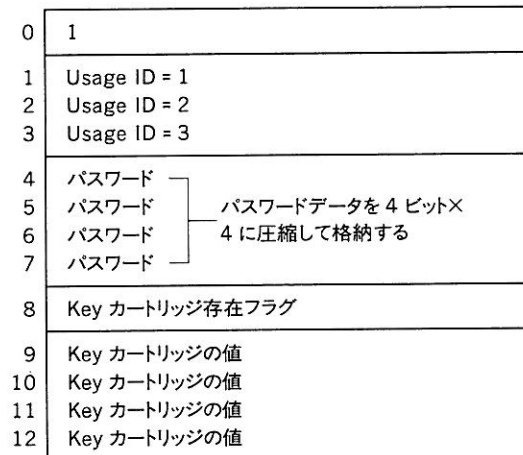 0 1
1 Usage ID = 1
2 Usage ID = 2
3 Usage ID = 3
4 パスワード
5 パスワード パスワードデータを 4 ビット×
6 パスワード 4 に圧縮して格納する
7 パスワード
8 Key カートリッジ存在フラグ
9 Key カートリッジの値
10 Key カートリッジの値
11 Key カートリッジの値
12 Key カートリッジの値